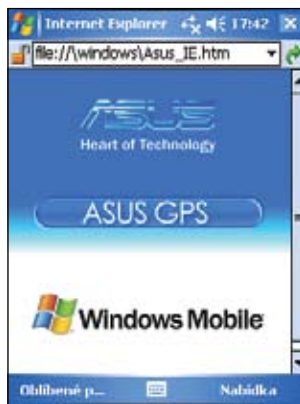 Internet Explorer 17:42
file://\windows\Asus_IE.htm
ASUS
Heart of Technology
ASUS GPS
Windows Mobile
Oblíbené p... Nabídka